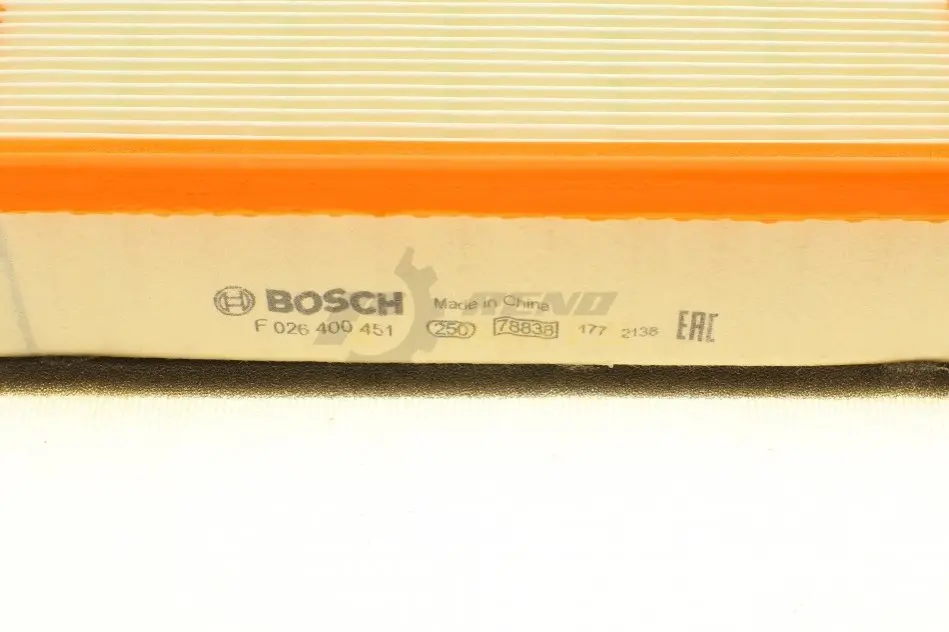 BOSCH Made in China
F 026 400 451 250 78838 177 2138 EAC